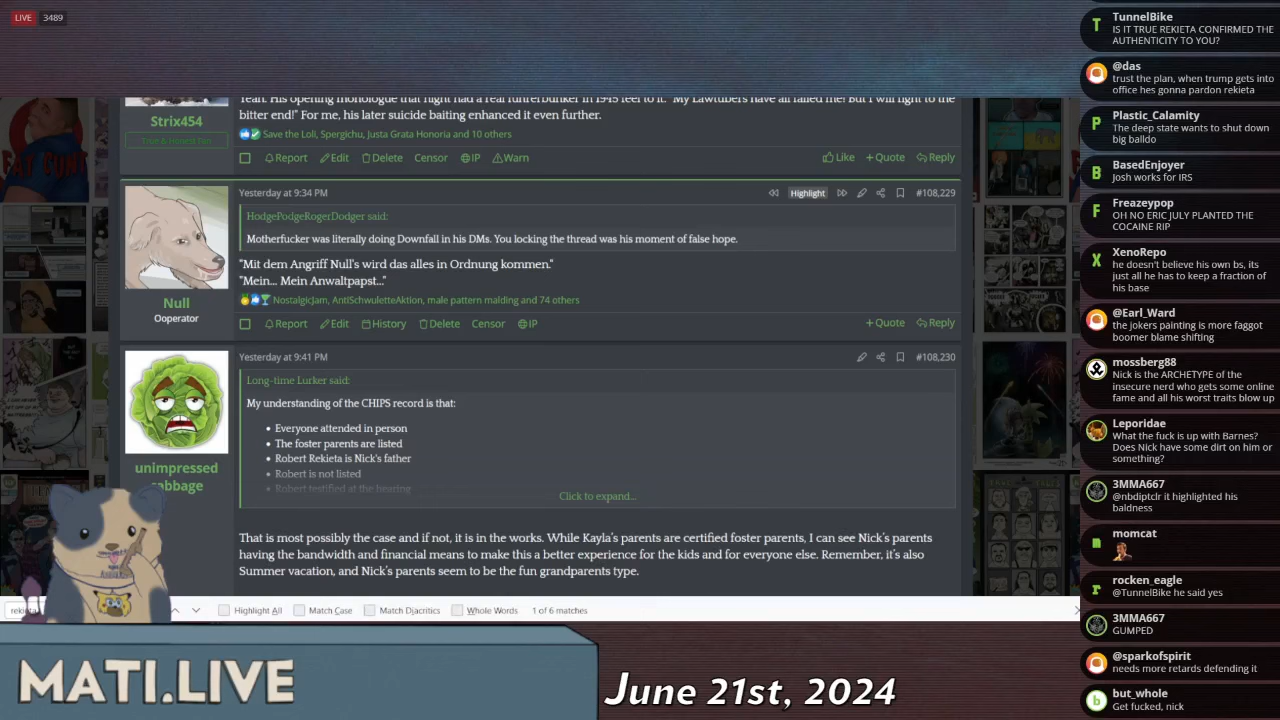 LIVE 3489
Yeah. His opening monologue that night had a real führerbunker in 1945 feel to it. "My Lawtubers have all failed me! But I will fight to the
bitter end!" For me, his later suicide baiting enhanced it even further.
Strix454
True & Honest Fan
Save the Loli, Spergichu, Justa Grata Honoria and 10 others
Report Edit Delete Censor IP Warn
Like +Quote Reply
Yesterday at 9:34 PM
Highlight #108,229
HodgePodgeRogerDodger said:
Motherfucker was literally doing Downfall in his DMs. You locking the thread was his moment of false hope.
"Mit dem Angriff Null's wird das alles in Ordnung kommen."
"Mein... Mein Anwaltpapst..."
Null
Ooperator
NostalgicJam, AntiSchwuletteAktion, male pattern malding and 74 others
Report Edit History Delete Censor IP
+Quote Reply
Yesterday at 9:41 PM
#108,230
Long-time Lurker said:
My understanding of the CHIPS record is that:
• Everyone attended in person
• The foster parents are listed
• Robert Rekieta is Nick's father
• Robert is not listed
• Robert testified at the hearing
Click to expand...
unimpressed
cabbage
That is most possibly the case and if not, it is in the works. While Kayla's parents are certified foster parents, I can see Nick's parents
having the bandwidth and financial means to make this a better experience for the kids and for everyone else. Remember, it's also
Summer vacation, and Nick's parents seem to be the fun grandparents type.
rekieta Highlight All Match Case Match Diacritics Whole Words 1 of 6 matches
MATI.LIVE
June 21st, 2024
TunnelBike
IS IT TRUE REKIETA CONFIRMED THE
AUTHENTICITY TO YOU?
@das
trust the plan, when trump gets into
office hes gonna pardon rekieta
Plastic_Calamity
The deep state wants to shut down
big balldo
BasedEnjoyer
Josh works for IRS
Freazeypop
OH NO ERIC JULY PLANTED THE
COCAINE RIP
XenoRepo
he doesn't believe his own bs, its
just all he has to keep a fraction of
his base
@Earl_Ward
the jokers painting is more faggot
boomer blame shifting
mossberg88
Nick is the ARCHETYPE of the
insecure nerd who gets some online
fame and all his worst traits blow up
Leporidae
What the fuck is up with Barnes?
Does Nick have some dirt on him or
something?
3MMA667
@nbdiptclr it highlighted his
baldness
momcat
rocken_eagle
@TunnelBike he said yes
3MMA667
GUMPED
@sparkofspirit
needs more retards defending it
but_whole
Get fucked, nick